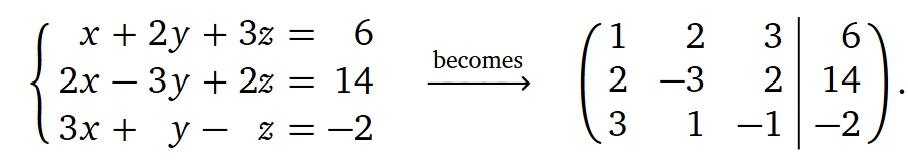 x + 2y + 3z = 6 becomes 1 2 3 6
2x − 3y + 2z = 14 2 −3 2 14
3x + y − z = −2 3 1 −1 −2 .